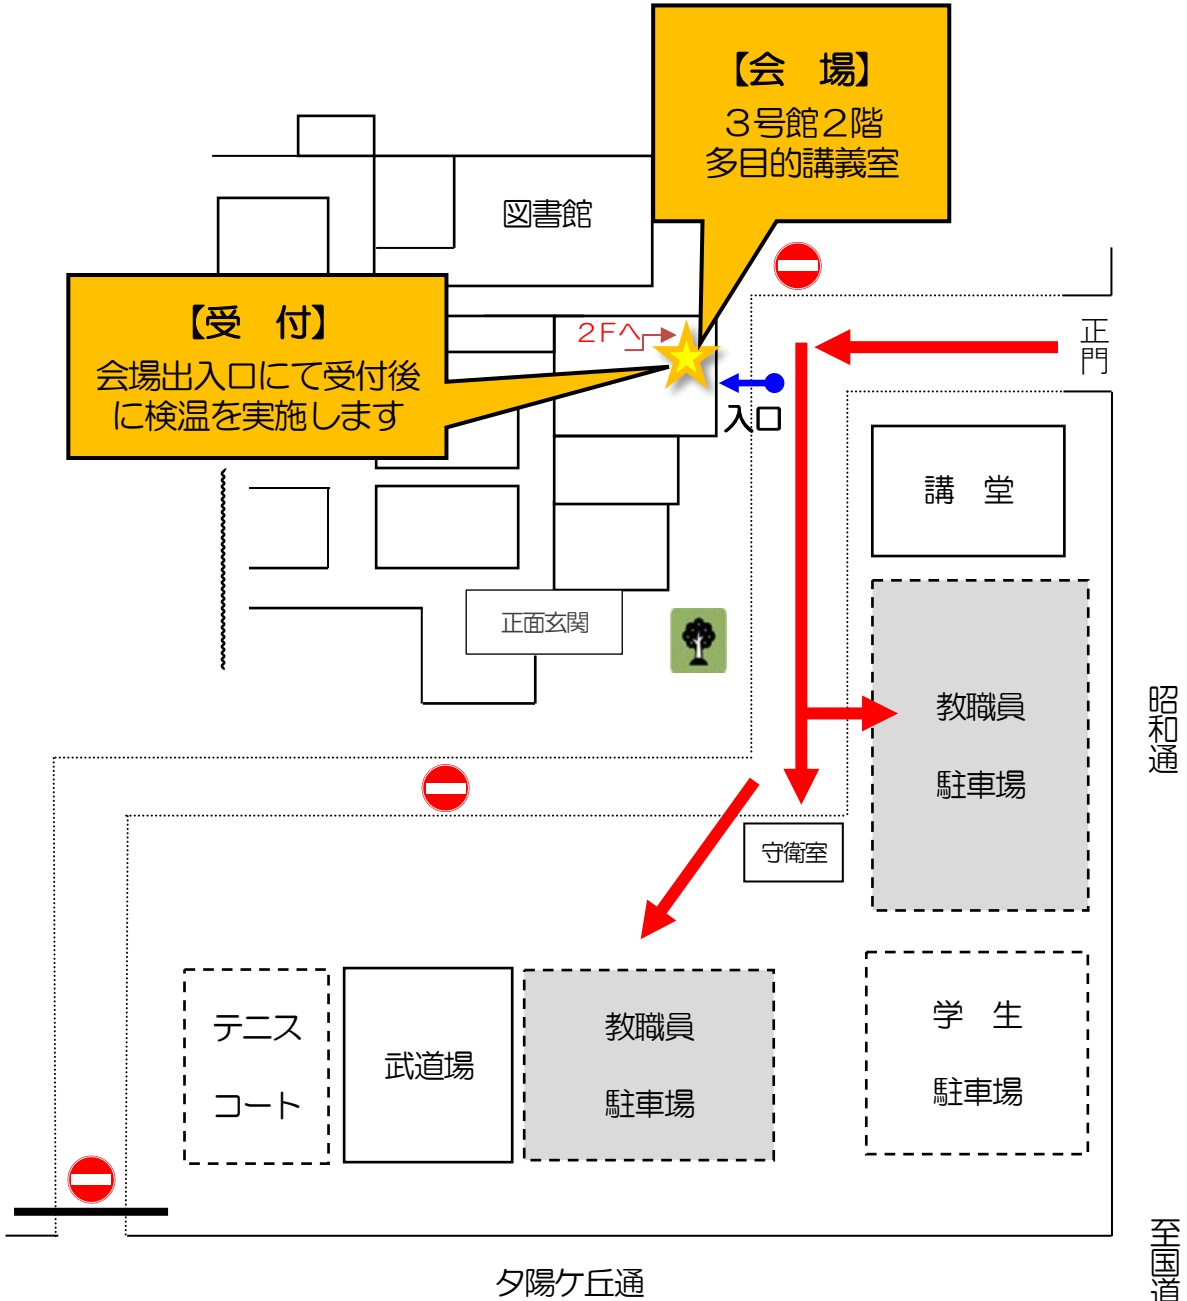 【会　場】
３号館２階
多目的講義室
図書館
【受　付】
会場出入口にて受付後
に検温を実施します
２Ｆへ
入口
正門
講　堂
正面玄関
教職員
駐車場
昭和通
守衛室
テニス
コート
武道場
教職員
駐車場
学　生
駐車場
夕陽ケ丘通
至国道